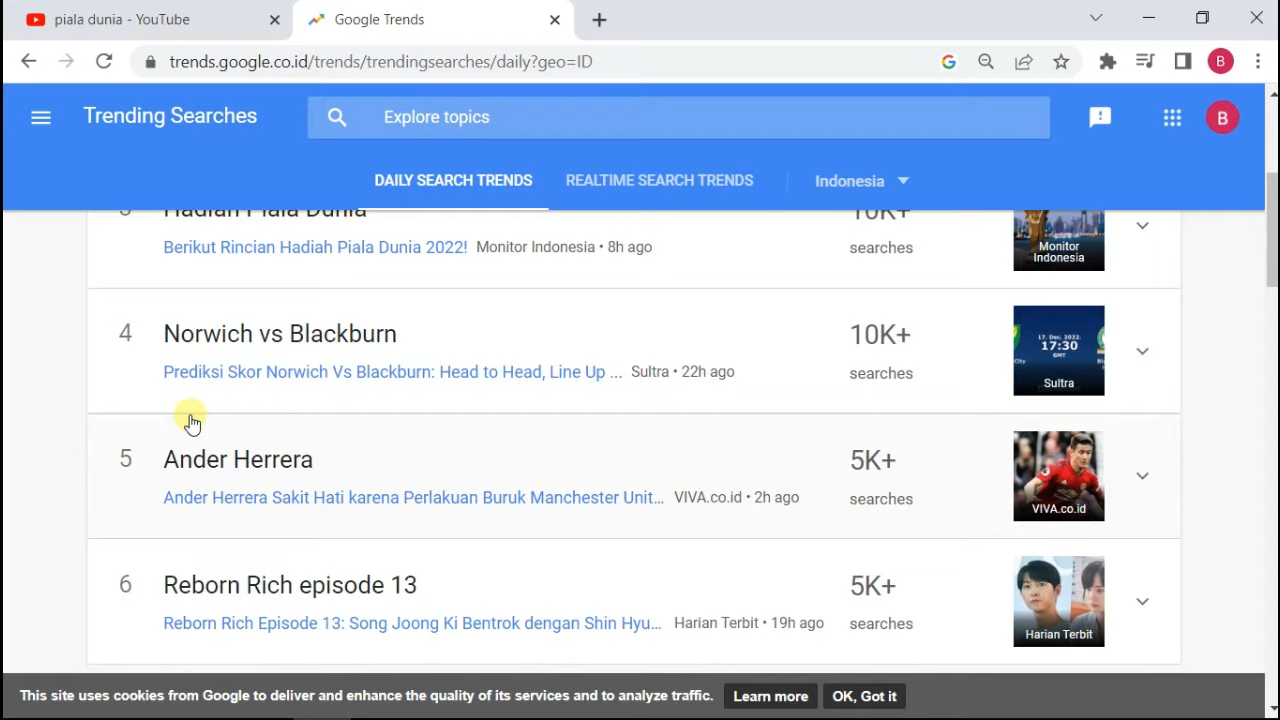 piala dunia - YouTube
Google Trends
trends.google.co.id/trends/trendingsearches/daily?geo=ID
B
Trending Searches
Explore topics
B
DAILY SEARCH TRENDS
REALTIME SEARCH TRENDS
Indonesia
3
Hadiah Piala Dunia
10K+
Berikut Rincian Hadiah Piala Dunia 2022! Monitor Indonesia • 8h ago
searches
Monitor
Indonesia
4
Norwich vs Blackburn
10K+
Prediksi Skor Norwich Vs Blackburn: Head to Head, Line Up ... Sultra • 22h ago
searches
17. Dec. 2022.
17:30
GMT
City
Sultra
5
Ander Herrera
5K+
Ander Herrera Sakit Hati karena Perlakuan Buruk Manchester Unit... VIVA.co.id • 2h ago
searches
VIVA.co.id
6
Reborn Rich episode 13
5K+
Reborn Rich Episode 13: Song Joong Ki Bentrok dengan Shin Hyu... Harian Terbit • 19h ago
searches
Harian Terbit
This site uses cookies from Google to deliver and enhance the quality of its services and to analyze traffic.
Learn more
OK, Got it